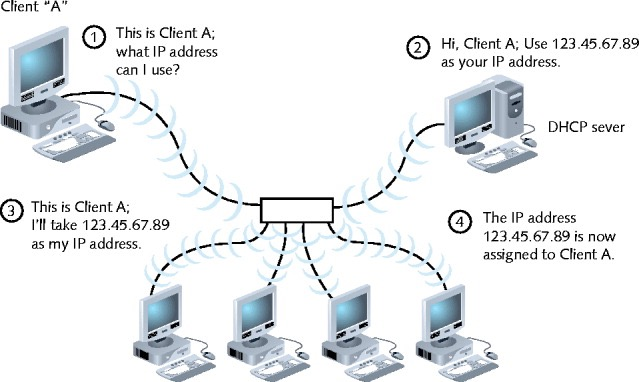 Client “A”
1
This is Client A;
what IP address
can I use?
2
Hi, Client A; Use 123.45.67.89
as your IP address.
DHCP sever
3
This is Client A;
I’ll take 123.45.67.89
as my IP address.
4
The IP address
123.45.67.89 is now
assigned to Client A.